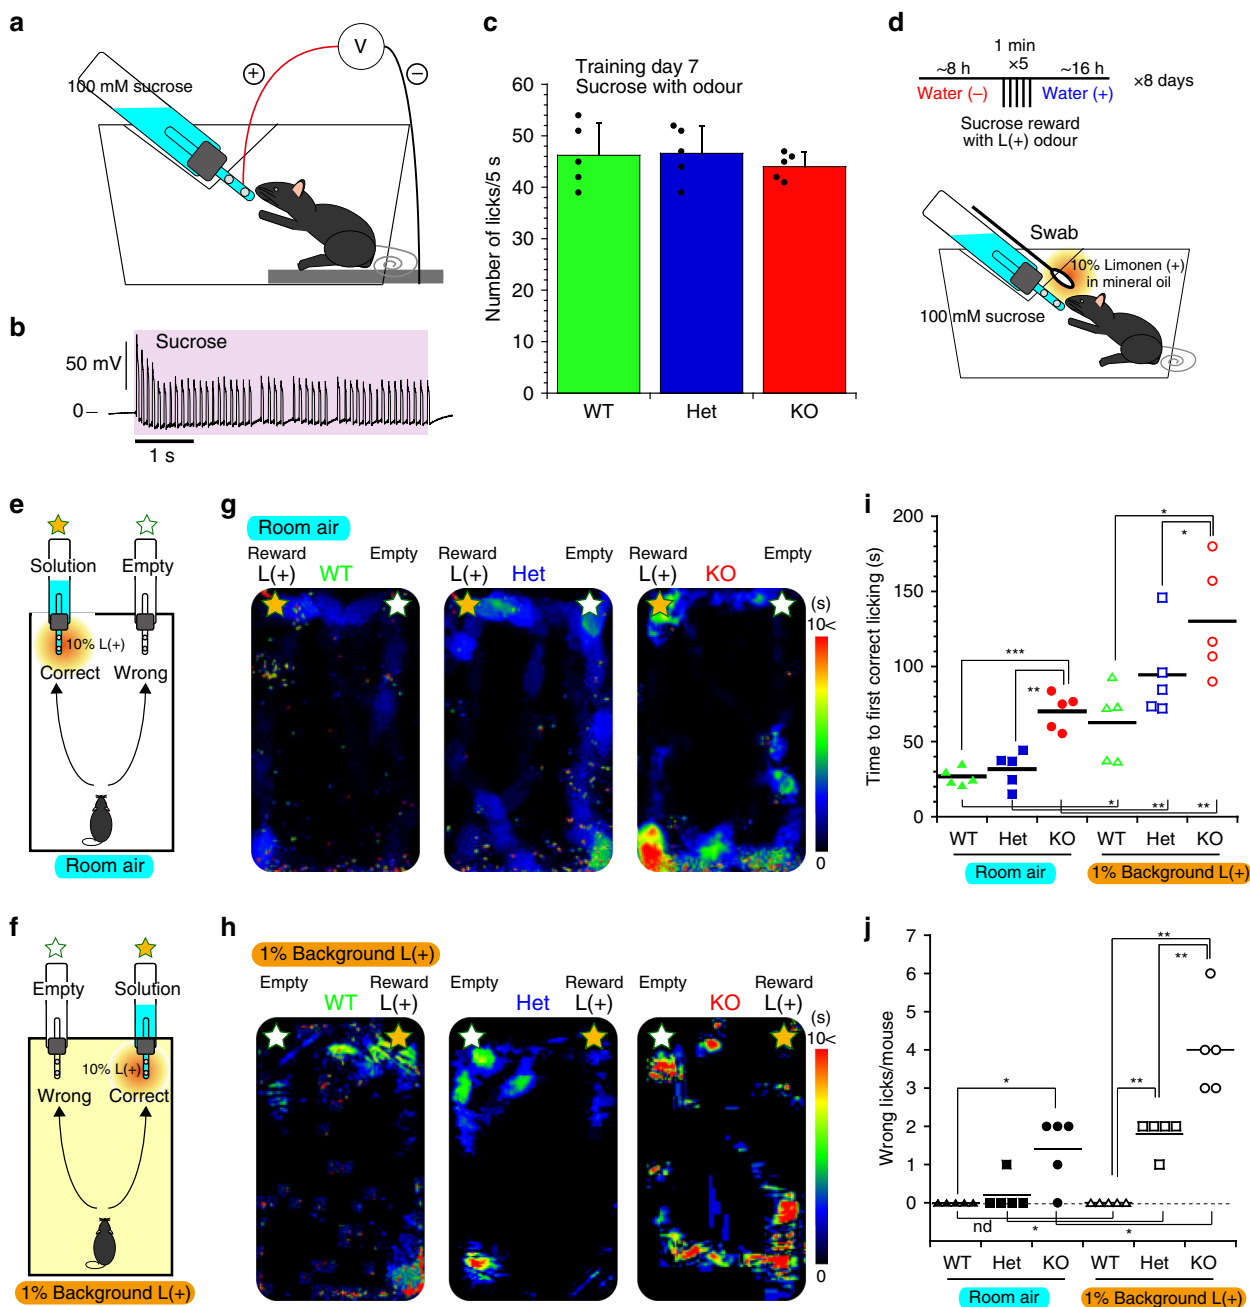 a
100 mM sucrose
V
+
−
b
Sucrose
50 mV
0
1 s
c
Training day 7
Sucrose with odour
Number of licks/5 s
60
50
40
30
20
10
0
WT Het KO
d
1 min
×5
~8 h ~16 h
×8 days
Water (–) Water (+)
Sucrose reward
with L(+) odour
Swab
10% Limonen (+)
in mineral oil
100 mM sucrose
e
Solution Empty
10% L(+)
Correct Wrong
Room air
f
Empty Solution
10% L(+)
Wrong Correct
1% Background L(+)
g
Room air
Reward Empty
L(+) WT
Reward Empty
L(+) Het
Reward Empty
L(+) KO
(s)
10<
0
h
1% Background L(+)
Empty Reward
WT L(+)
Empty Reward
Het L(+)
Empty Reward
KO L(+)
(s)
10<
0
i
Time to first correct licking (s)
200
150
100
50
0
*
*
***
**
* ** **
WT Het KO WT Het KO
Room air 1% Background L(+)
j
Wrong licks/mouse
7
6
5
4
3
2
1
0
**
**
* **
nd * *
WT Het KO WT Het KO
Room air 1% Background L(+)